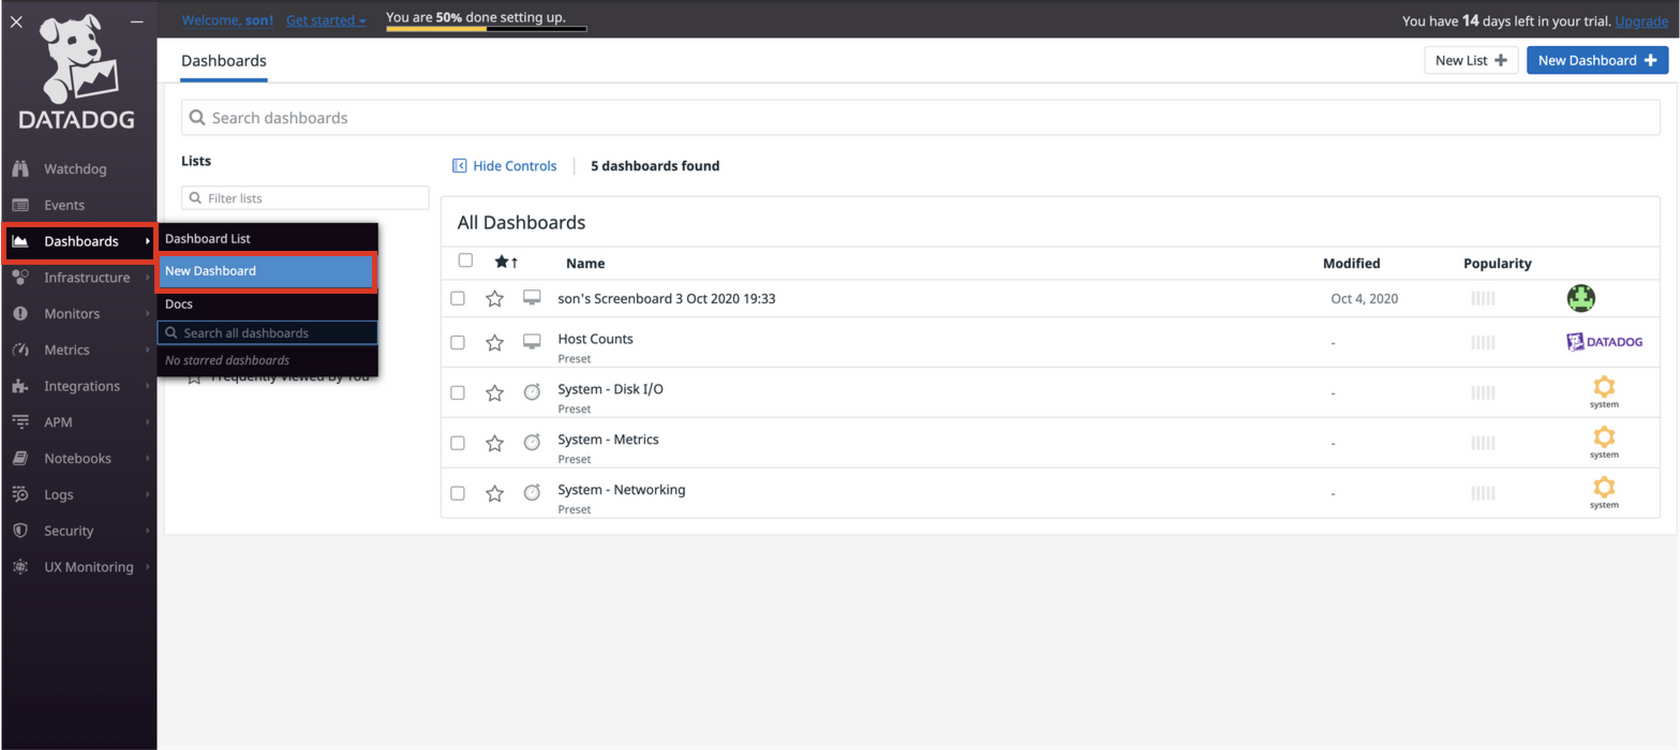 Welcome, son!
Get started
You are 50% done setting up.
You have 14 days left in your trial. Upgrade
DATADOG
Watchdog
Events
Dashboards
Infrastructure
Monitors
Metrics
Integrations
APM
Notebooks
Logs
Security
UX Monitoring
Dashboard List
New Dashboard
Docs
Search all dashboards
No starred dashboards
Dashboards
New List
New Dashboard
Search dashboards
Lists
Filter lists
Frequently Viewed By You
Hide Controls
5 dashboards found
All Dashboards
Name Modified Popularity
son's Screenboard 3 Oct 2020 19:33 Oct 4, 2020
Host Counts - DATADOG
Preset
System - Disk I/O -
Preset system
System - Metrics -
Preset system
System - Networking -
Preset system